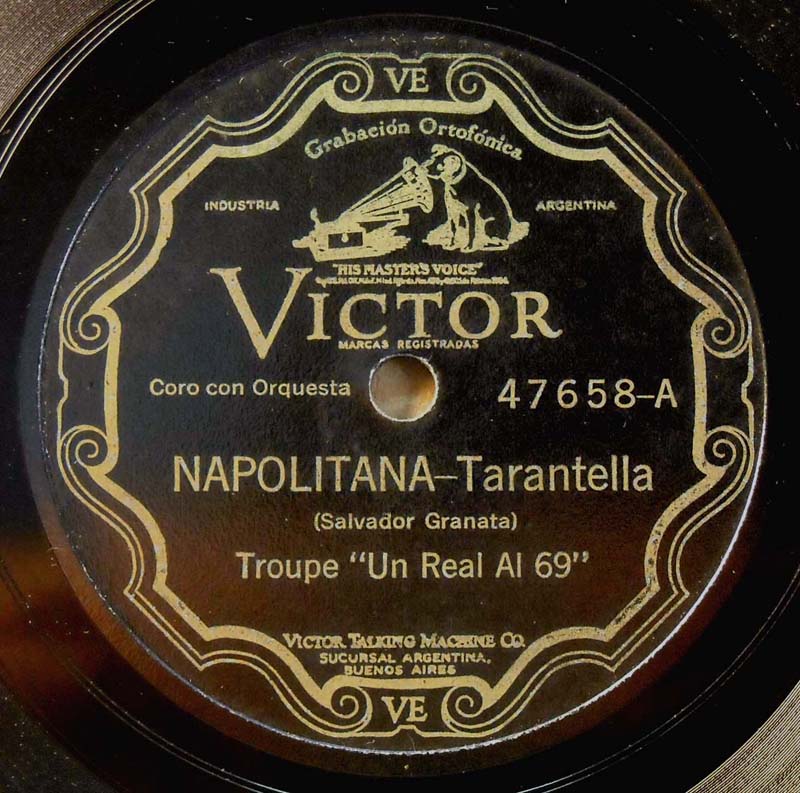 VE
Grabación Ortofónica
INDUSTRIA ARGENTINA
"HIS MASTER'S VOICE"
VICTOR
MARCAS REGISTRADAS
Coro con Orquesta 47658-A
NAPOLITANA-Tarantella
(Salvador Granata)
Troupe "Un Real Al 69"
VICTOR TALKING MACHINE CO.
SUCURSAL ARGENTINA,
BUENOS AIRES
VE